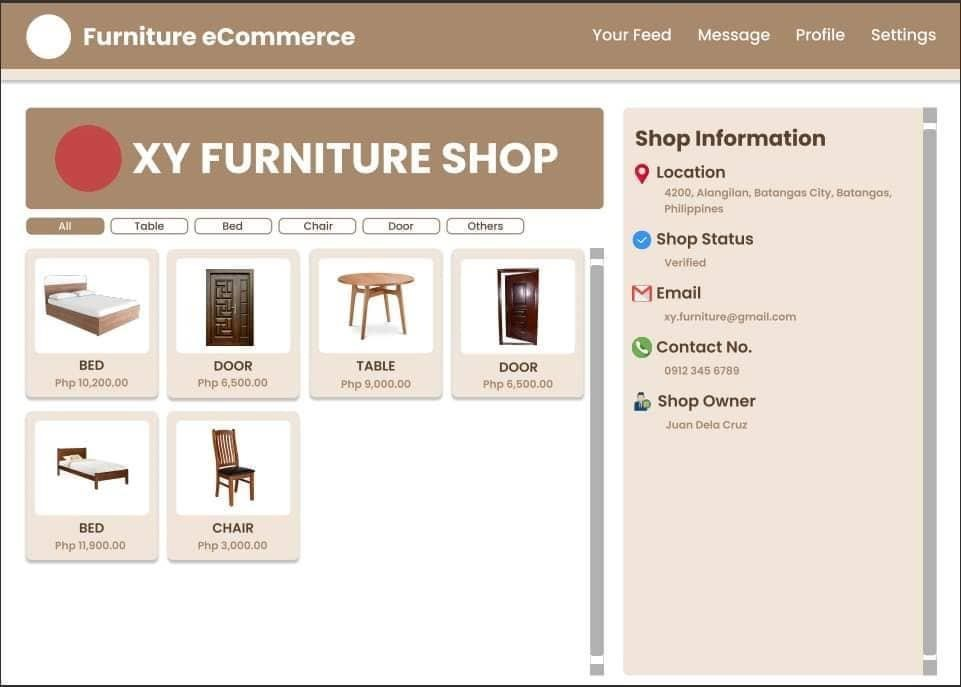 Furniture eCommerce
Your Feed Message Profile Settings
XY FURNITURE SHOP
All Table Bed Chair Door Others
BED
Php 10,200.00
DOOR
Php 6,500.00
TABLE
Php 9,000.00
DOOR
Php 6,500.00
BED
Php 11,900.00
CHAIR
Php 3,000.00
Shop Information
Location
4200, Alangilan, Batangas City, Batangas,
Philippines
Shop Status
Verified
Email
xy.furniture@gmail.com
Contact No.
0912 345 6789
Shop Owner
Juan Dela Cruz